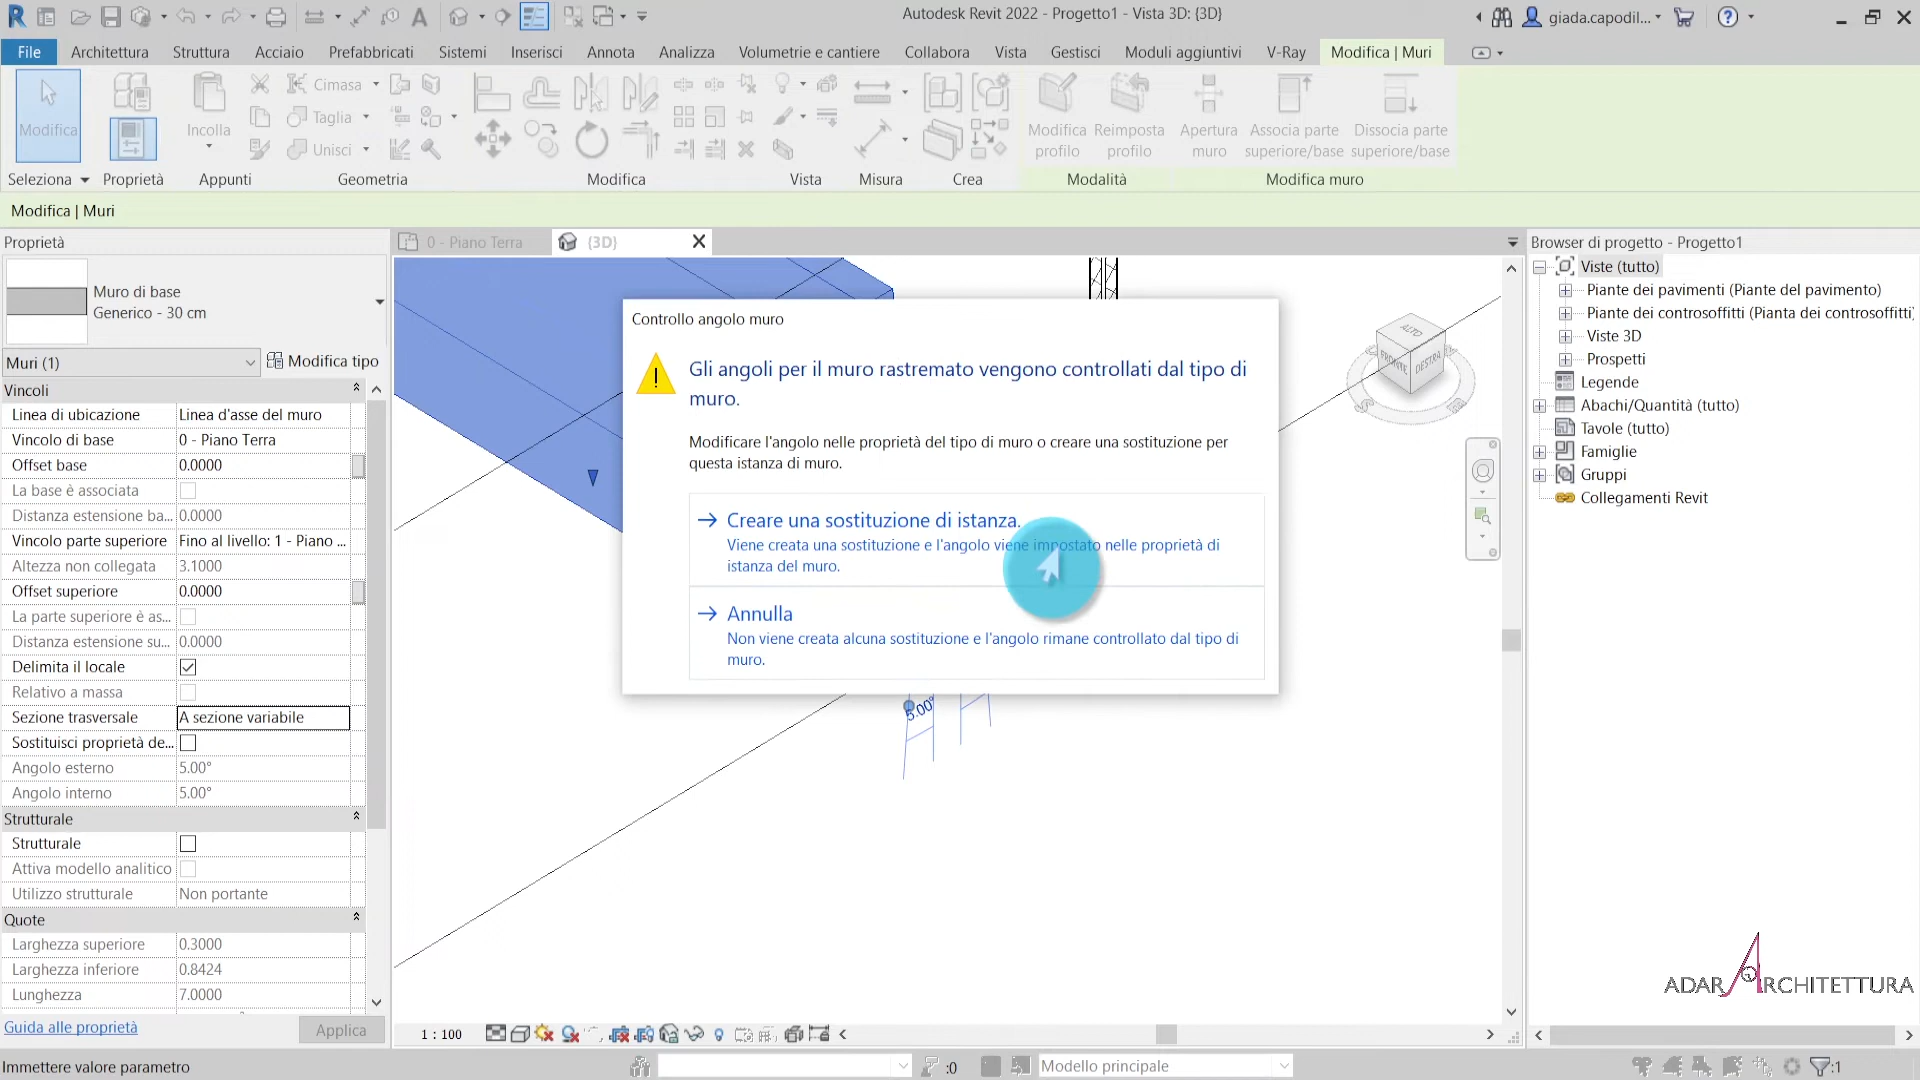 Autodesk Revit 2022 - Progetto1 - Vista 3D: {3D}
giada.capodil...
File
Architettura
Struttura
Acciaio
Prefabbricati
Sistemi
Inserisci
Annota
Analizza
Volumetrie e cantiere
Collabora
Vista
Gestisci
Moduli aggiuntivi
V-Ray
Modifica | Muri
Modifica
Incolla
Cimasa
Taglia
Unisci
Modifica profilo
Reimposta profilo
Apertura muro
Associa parte superiore/base
Dissocia parte superiore/base
Seleziona
Proprietà
Appunti
Geometria
Modifica
Vista
Misura
Crea
Modalità
Modifica muro
Modifica | Muri
Proprietà
Muro di base
Generico - 30 cm
Muri (1)
Modifica tipo
Vincoli
Linea di ubicazione Linea d'asse del muro
Vincolo di base 0 - Piano Terra
Offset base 0.0000
La base è associata
Distanza estensione ba... 0.0000
Vincolo parte superiore Fino al livello: 1 - Piano ...
Altezza non collegata 3.1000
Offset superiore 0.0000
La parte superiore è as...
Distanza estensione su... 0.0000
Delimita il locale
Relativo a massa
Sezione trasversale A sezione variabile
Sostituisci proprietà de...
Angolo esterno 5.00°
Angolo interno 5.00°
Strutturale
Strutturale
Attiva modello analitico
Utilizzo strutturale Non portante
Quote
Larghezza superiore 0.3000
Larghezza inferiore 0.8424
Lunghezza 7.0000
Guida alle proprietà
Applica
0 - Piano Terra
{3D}
Controllo angolo muro
Gli angoli per il muro rastremato vengono controllati dal tipo di
muro.
Modificare l'angolo nelle proprietà del tipo di muro o creare una sostituzione per
questa istanza di muro.
Creare una sostituzione di istanza.
Viene creata una sostituzione e l'angolo viene impostato nelle proprietà di
istanza del muro.
Annulla
Non viene creata alcuna sostituzione e l'angolo rimane controllato dal tipo di
muro.
5.00°
ALTO
FRONTE
DESTRA
1 : 100
Browser di progetto - Progetto1
Viste (tutto)
Piante dei pavimenti (Piante del pavimento)
Piante dei controsoffitti (Pianta dei controsoffitti)
Viste 3D
Prospetti
Legende
Abachi/Quantità (tutto)
Tavole (tutto)
Famiglie
Gruppi
Collegamenti Revit
ADARARCHITETTURA
Immettere valore parametro
:0
Modello principale
:1